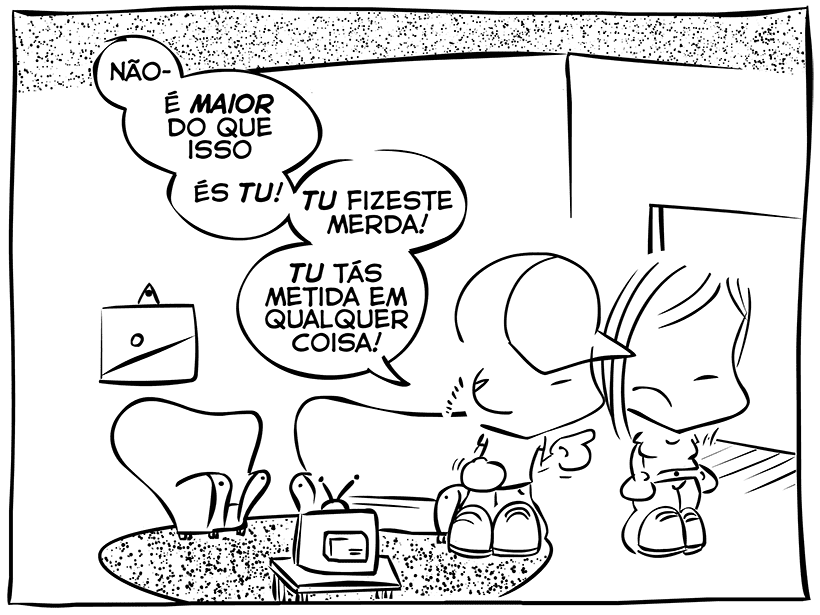 NÃO-
É MAIOR
DO QUE
ISSO
ÉS TU!
TU FIZESTE
MERDA!
TU TÁS
METIDA EM
QUALQUER
COISA!